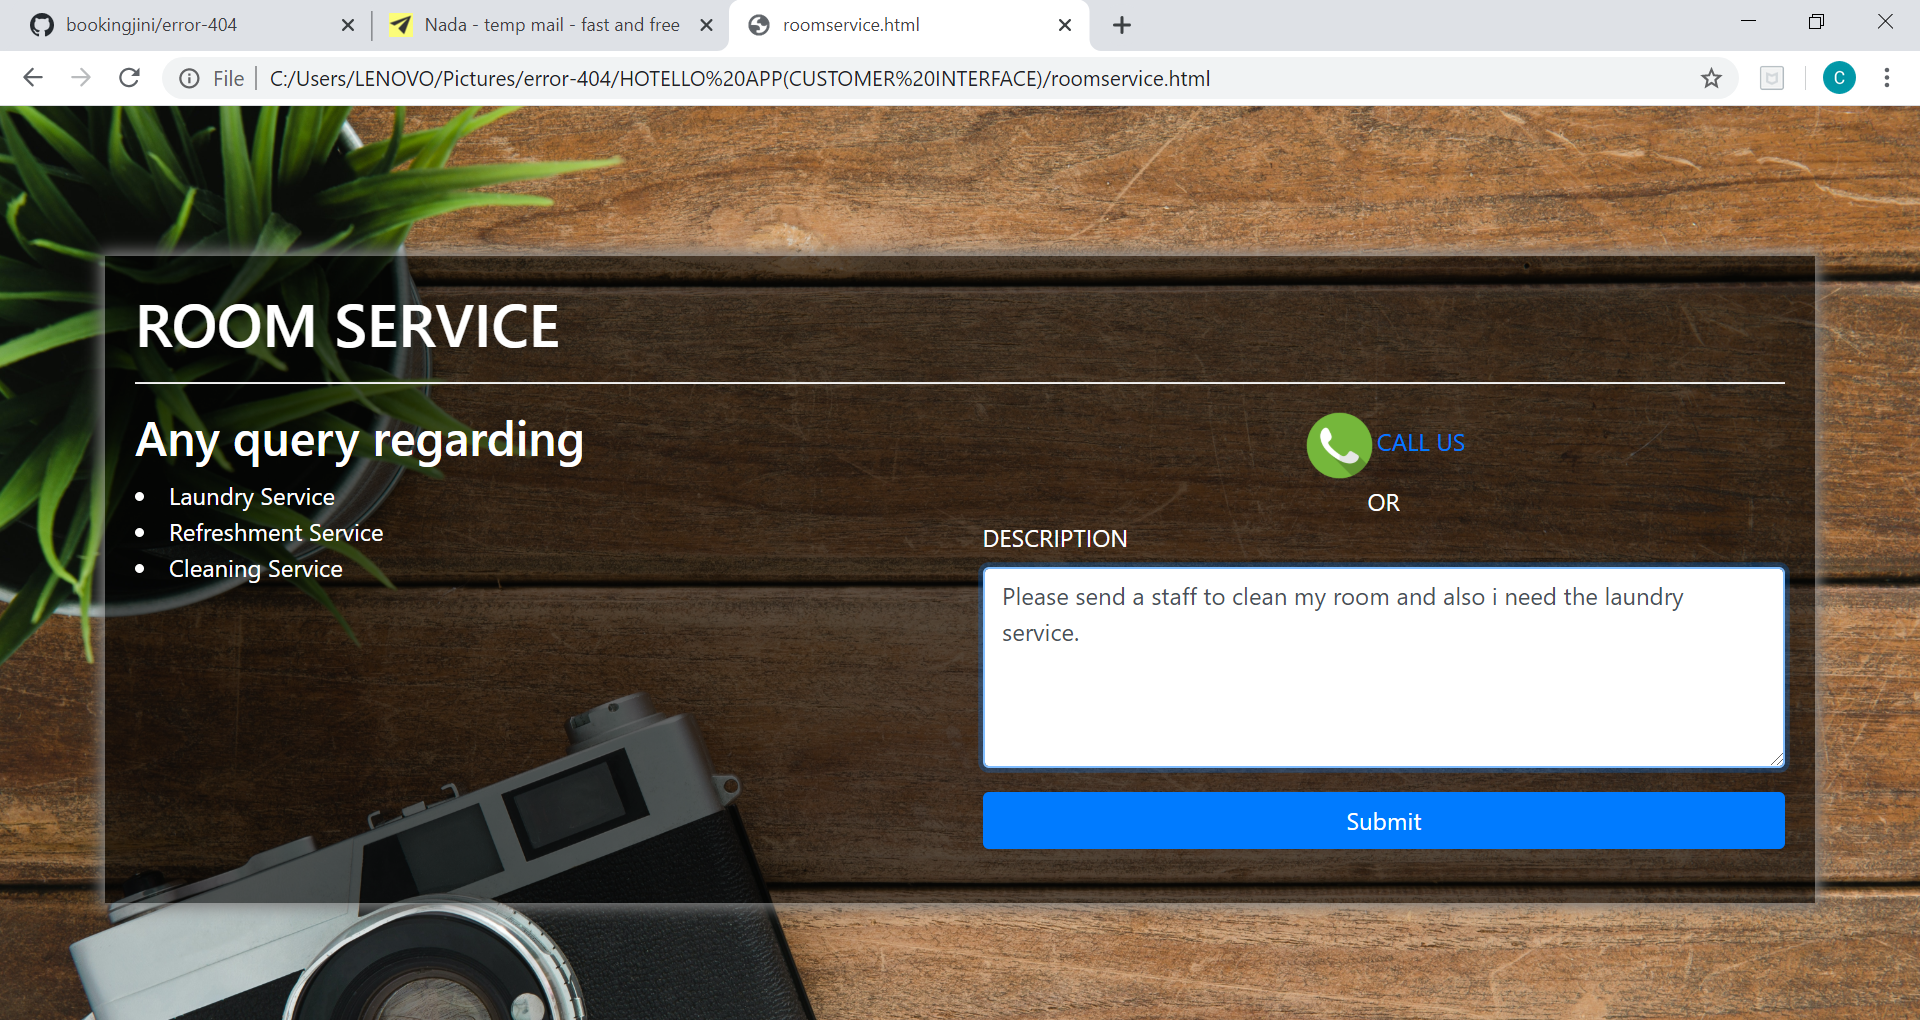 bookingjini/error-404
Nada - temp mail - fast and free
roomservice.html
File
C:/Users/LENOVO/Pictures/error-404/HOTELLO%20APP(CUSTOMER%20INTERFACE)/roomservice.html
C
ROOM SERVICE
Any query regarding
Laundry Service
Refreshment Service
Cleaning Service
CALL US
OR
DESCRIPTION
Please send a staff to clean my room and also i need the laundry
service.
Submit